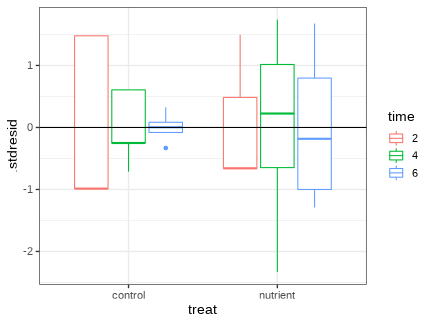 .stdresid
1
0
-1
-2
control
nutrient
treat
time
2
4
6